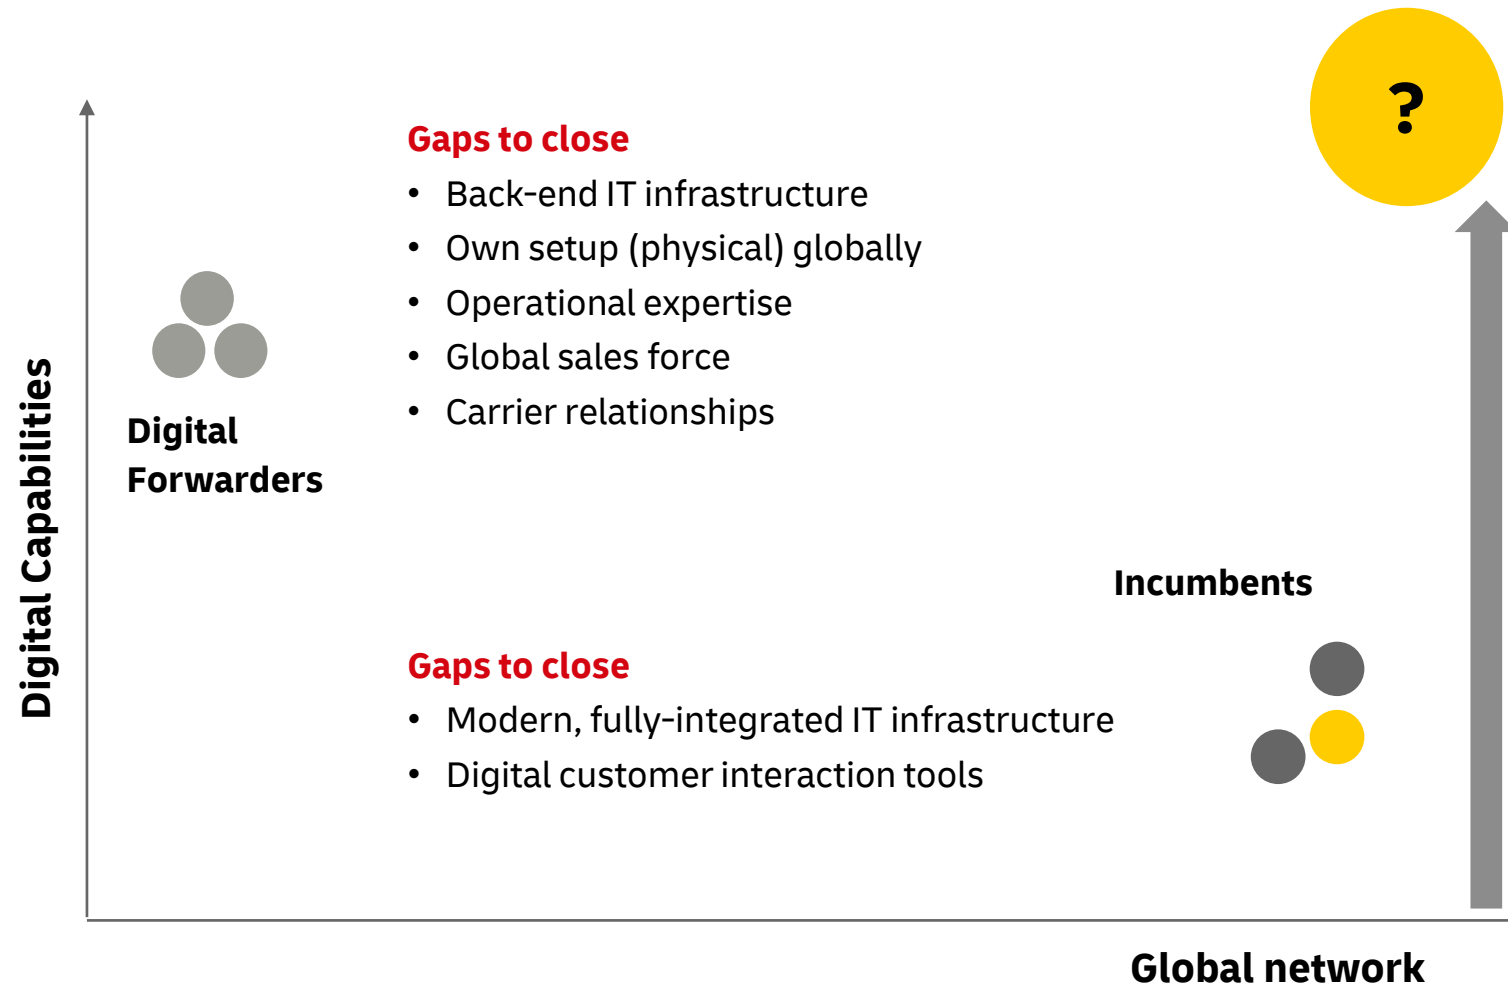 ?
Gaps to close
• Back-end IT infrastructure
• Own setup (physical) globally
• Operational expertise
• Global sales force
• Carrier relationships
Digital
Forwarders
Digital Capabilities
Incumbents
Gaps to close
• Modern, fully-integrated IT infrastructure
• Digital customer interaction tools
Global network